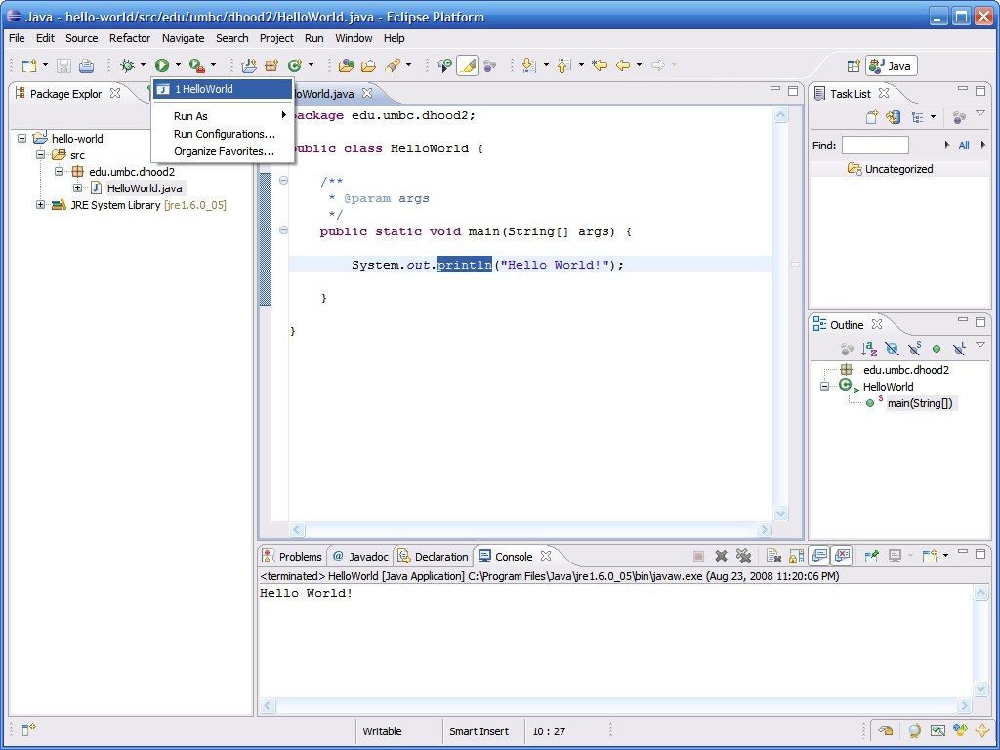 Java - hello-world/src/edu/umbc/dhood2/HelloWorld.java - Eclipse Platform
File Edit Source Refactor Navigate Search Project Run Window Help
Java
Package Explor
loWorld.java
Task List
1 HelloWorld
Run As
Run Configurations...
Organize Favorites...
hello-world
src
edu.umbc.dhood2
HelloWorld.java
JRE System Library [jre1.6.0_05]
package edu.umbc.dhood2;
public class HelloWorld {
/**
* @param args
*/
public static void main(String[] args) {
System.out.println("Hello World!");
}
}
Find: All
Uncategorized
Outline
edu.umbc.dhood2
HelloWorld
main(String[])
Problems @ Javadoc Declaration Console
<terminated> HelloWorld [Java Application] C:\Program Files\Java\jre1.6.0_05\bin\javaw.exe (Aug 23, 2008 11:20:06 PM)
Hello World!
Writable Smart Insert 10 : 27